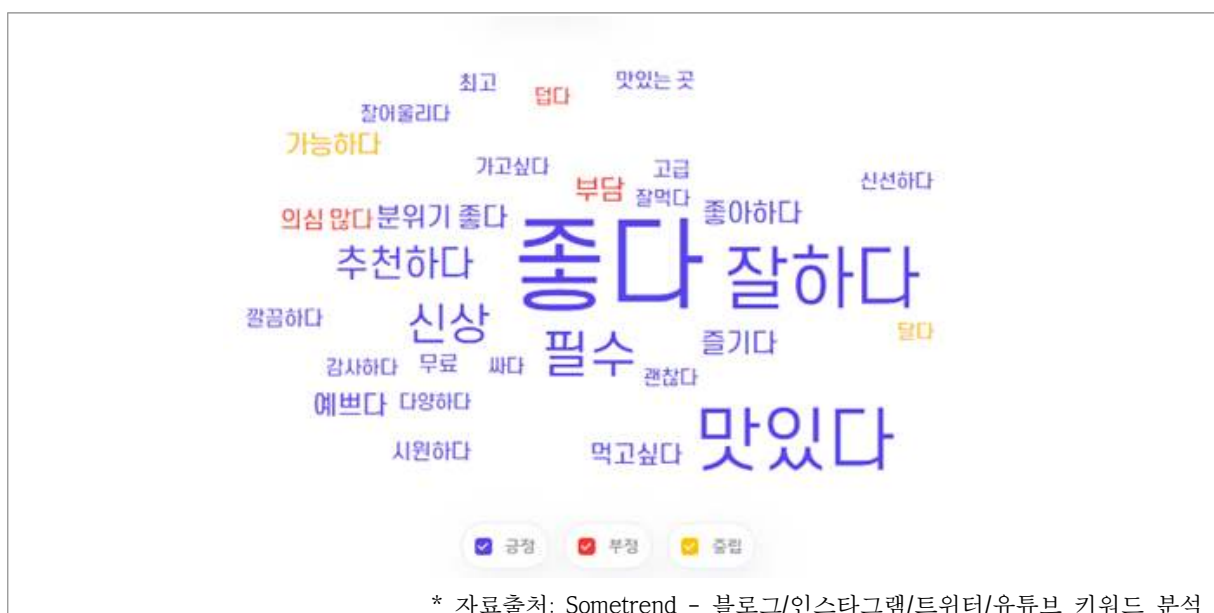 최고 덥다 맛있는 곳
잘어울리다
가능하다
가고싶다 고급 신선하다
부담 잘먹다
의심 많다 분위기 좋다 좋아하다
추천하다 좋다 잘하다
깔끔하다 신상 달다
필수 즐기다
감사하다 무료 싸다 괜찮다
예쁘다 다양하다
맛있다
시원하다 먹고싶다
긍정 부정 중립
* 자료출처: Sometrend - 블로그/인스타그램/트위터/유튜브 키워드 분석